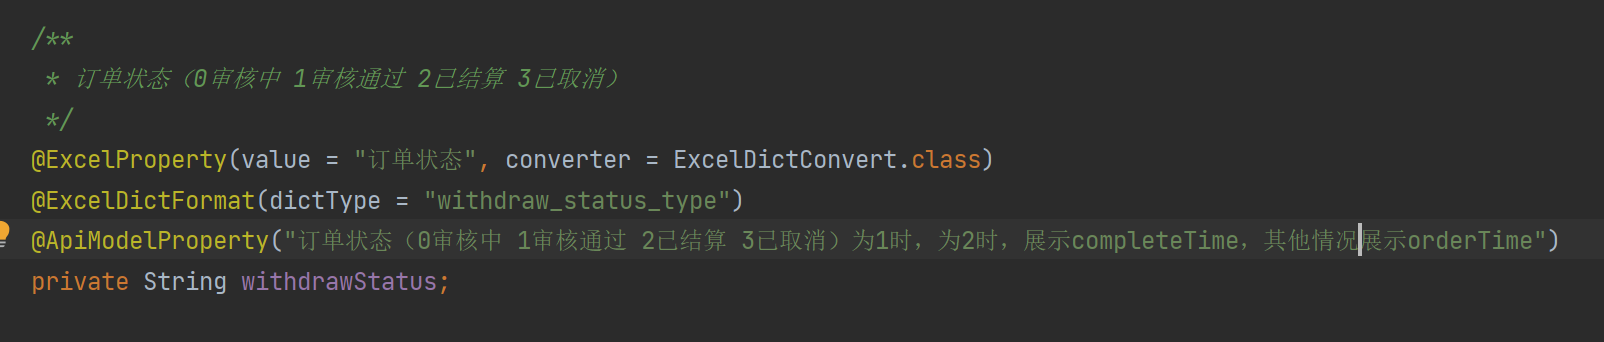 /**
 * 订单状态（0审核中 1审核通过 2已结算 3已取消）
 */
@ExcelProperty(value = "订单状态", converter = ExcelDictConvert.class)
@ExcelDictFormat(dictType = "withdraw_status_type")
@ApiModelProperty("订单状态（0审核中 1审核通过 2已结算 3已取消）为1时，为2时，展示completeTime，其他情况展示orderTime")
private String withdrawStatus;